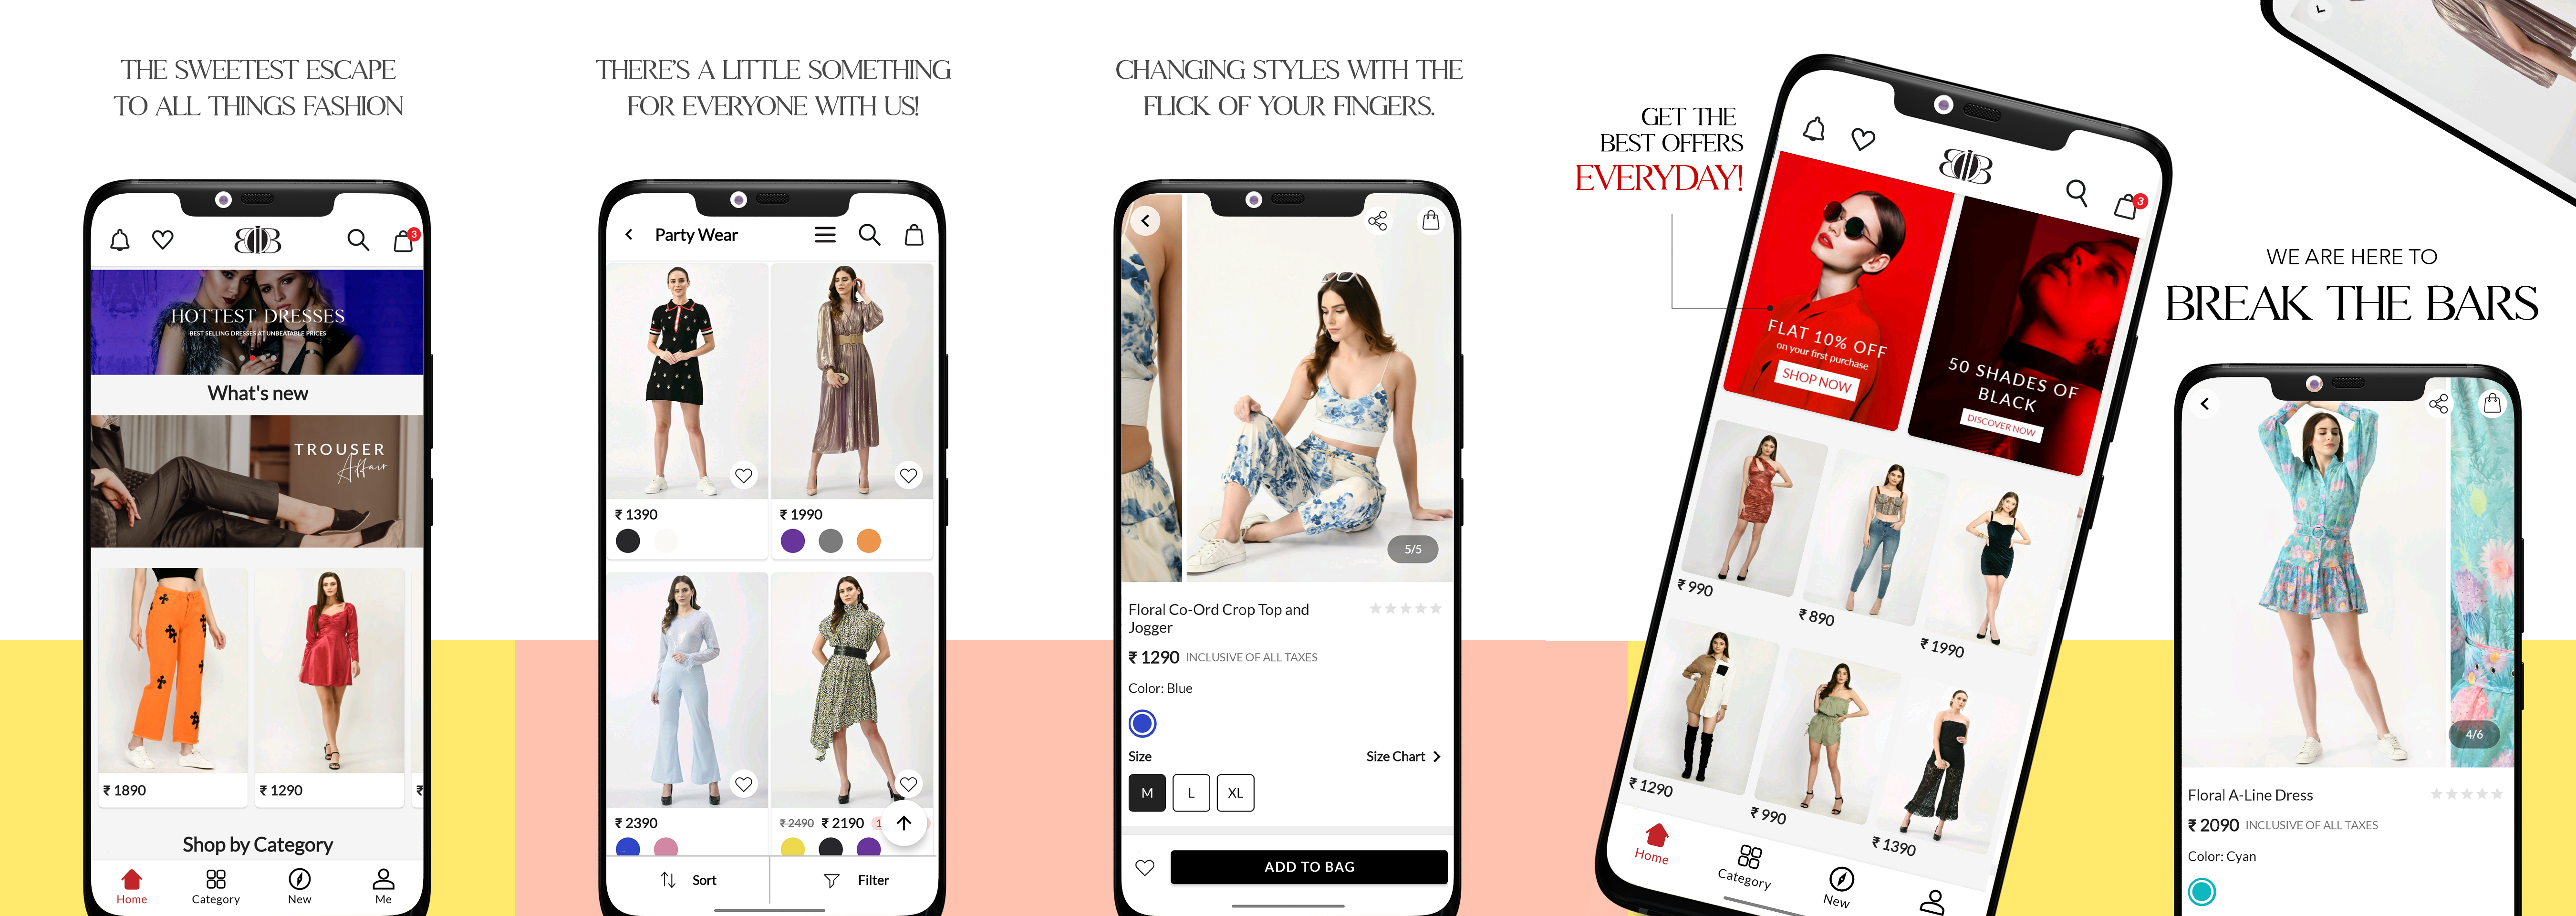 THE SWEETEST ESCAPE
TO ALL THINGS FASHION
3
HOTTEST DRESSES
BEST SELLING DRESSES AT UNBEATABLE PRICES
What's new
TROUSER
Affair
₹ 1890
₹ 1290
₹
Shop by Category
Home
Category
New
Me
THERE'S A LITTLE SOMETHING
FOR EVERYONE WITH US!
Party Wear
₹ 1390
₹ 1990
₹ 2390
₹ 2490 ₹ 2190 1
Sort
Filter
CHANGING STYLES WITH THE
FLICK OF YOUR FINGERS.
5/5
Floral Co-Ord Crop Top and
Jogger
₹ 1290 INCLUSIVE OF ALL TAXES
Color: Blue
Size
Size Chart
M
L
XL
ADD TO BAG
GET THE
BEST OFFERS
EVERYDAY!
3
FLAT 10% OFF
on your first purchase
SHOP NOW
50 SHADES OF
BLACK
DISCOVER NOW
₹ 990
₹ 890
₹ 1990
₹ 1290
₹ 990
₹ 1390
Home
Category
New
WE ARE HERE TO
BREAK THE BARS
4/6
Floral A-Line Dress
₹ 2090 INCLUSIVE OF ALL TAXES
Color: Cyan